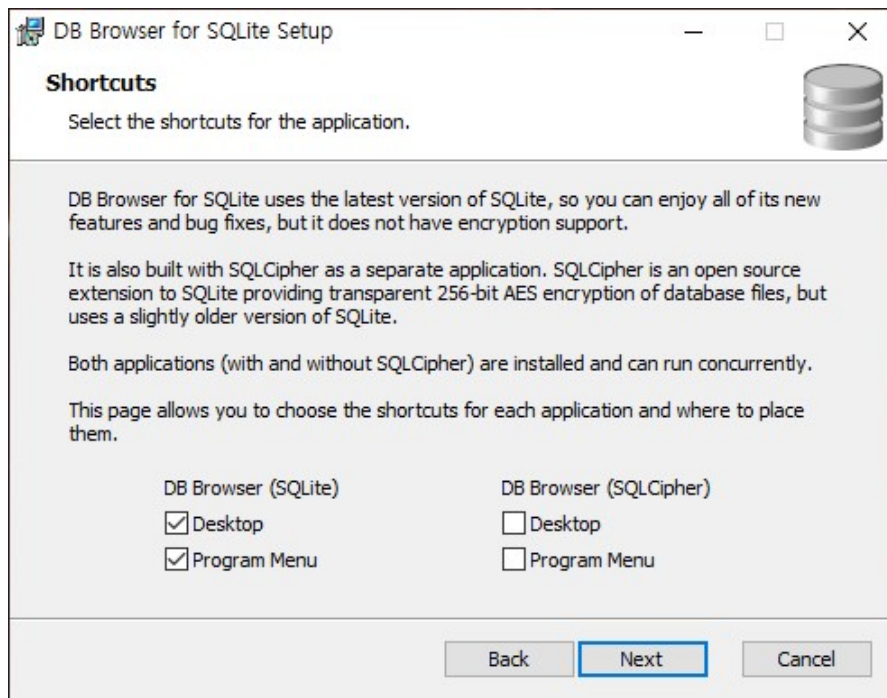 DB Browser for SQLite Setup
Shortcuts
Select the shortcuts for the application.
DB Browser for SQLite uses the latest version of SQLite, so you can enjoy all of its new
features and bug fixes, but it does not have encryption support.
It is also built with SQLCipher as a separate application. SQLCipher is an open source
extension to SQLite providing transparent 256-bit AES encryption of database files, but
uses a slightly older version of SQLite.
Both applications (with and without SQLCipher) are installed and can run concurrently.
This page allows you to choose the shortcuts for each application and where to place
them.
DB Browser (SQLite) DB Browser (SQLCipher)
Desktop Desktop
Program Menu Program Menu
Back Next Cancel